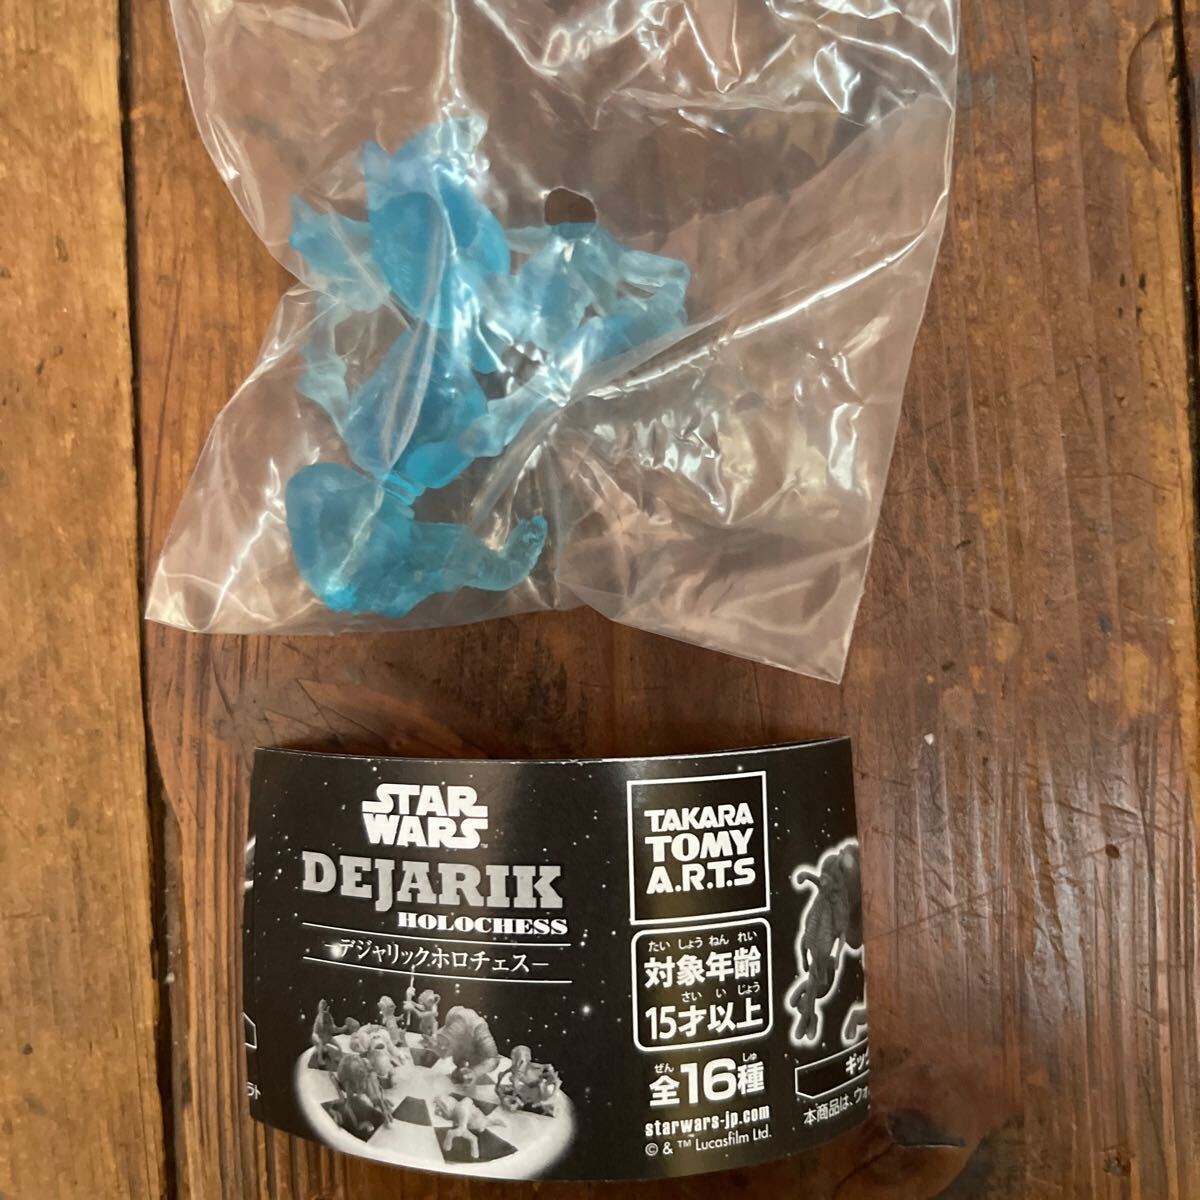 STAR
WARS
DEJARIK
HOLOCHESS
−デジャリックホロチェス−
TAKARA
TOMY
A.R.T.S
たい しょう ねん れい
対象年齢
さい い じょう
15才以上
ぜん しゅ
全16種
starwars-jp.com
© & ™ Lucasfilm Ltd.
本商品は、ウォ